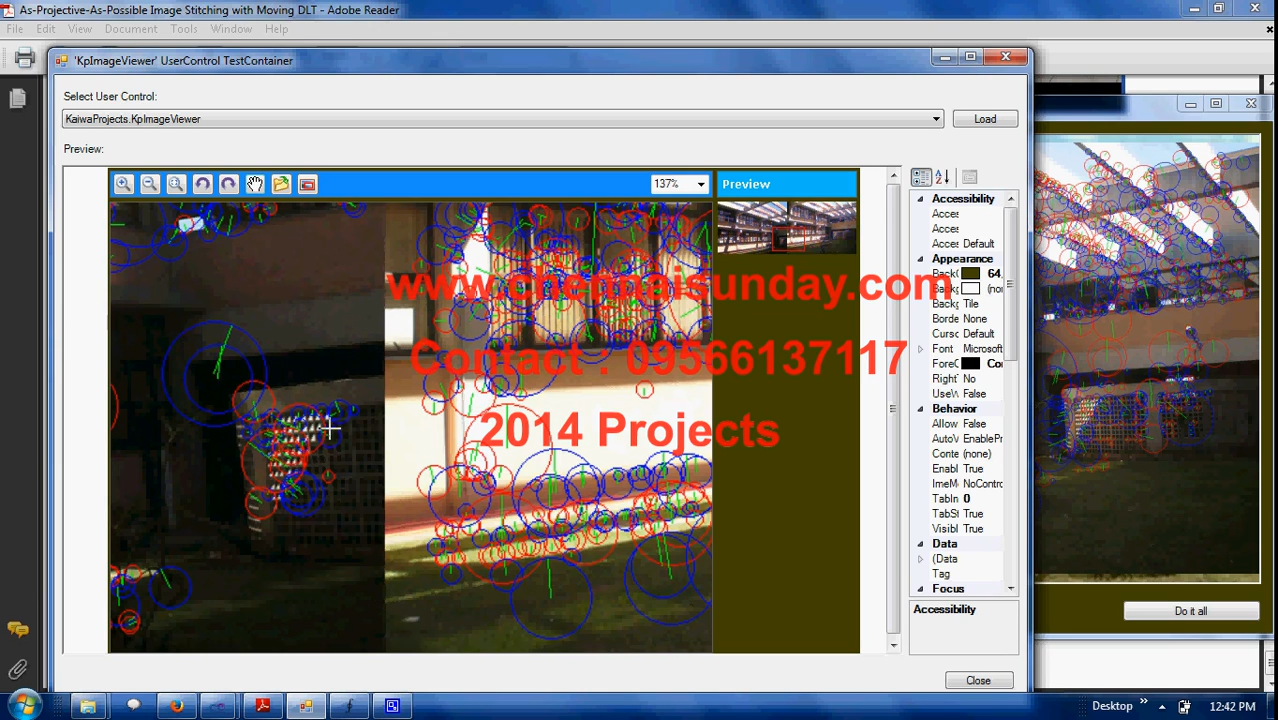 As-Projective-As-Possible Image Stitching with Moving DLT - Adobe Reader
File Edit View Document Tools Window Help
'KpImageViewer' UserControl TestContainer
Select User Control:
KaiwaProjects.KpImageViewer
Load
Preview:
137%
Preview
www.chennaisunday.com
Contact : 09566137117
2014 Projects
Accessibility
Acces
Acces
Acces Default
Appearance
BackC 64,
Backg (non
Backg Tile
Borde None
Cursc Default
Font Microsoft
ForeC Con
Right No
UseW False
Behavior
Allow False
AutoV EnablePr
Conte (none)
Enabl True
ImeM NoContro
TabIn 0
TabSt True
Visibl True
Data
(Data
Tag
Focus
Accessibility
Close
Do it all
Desktop
12:42 PM